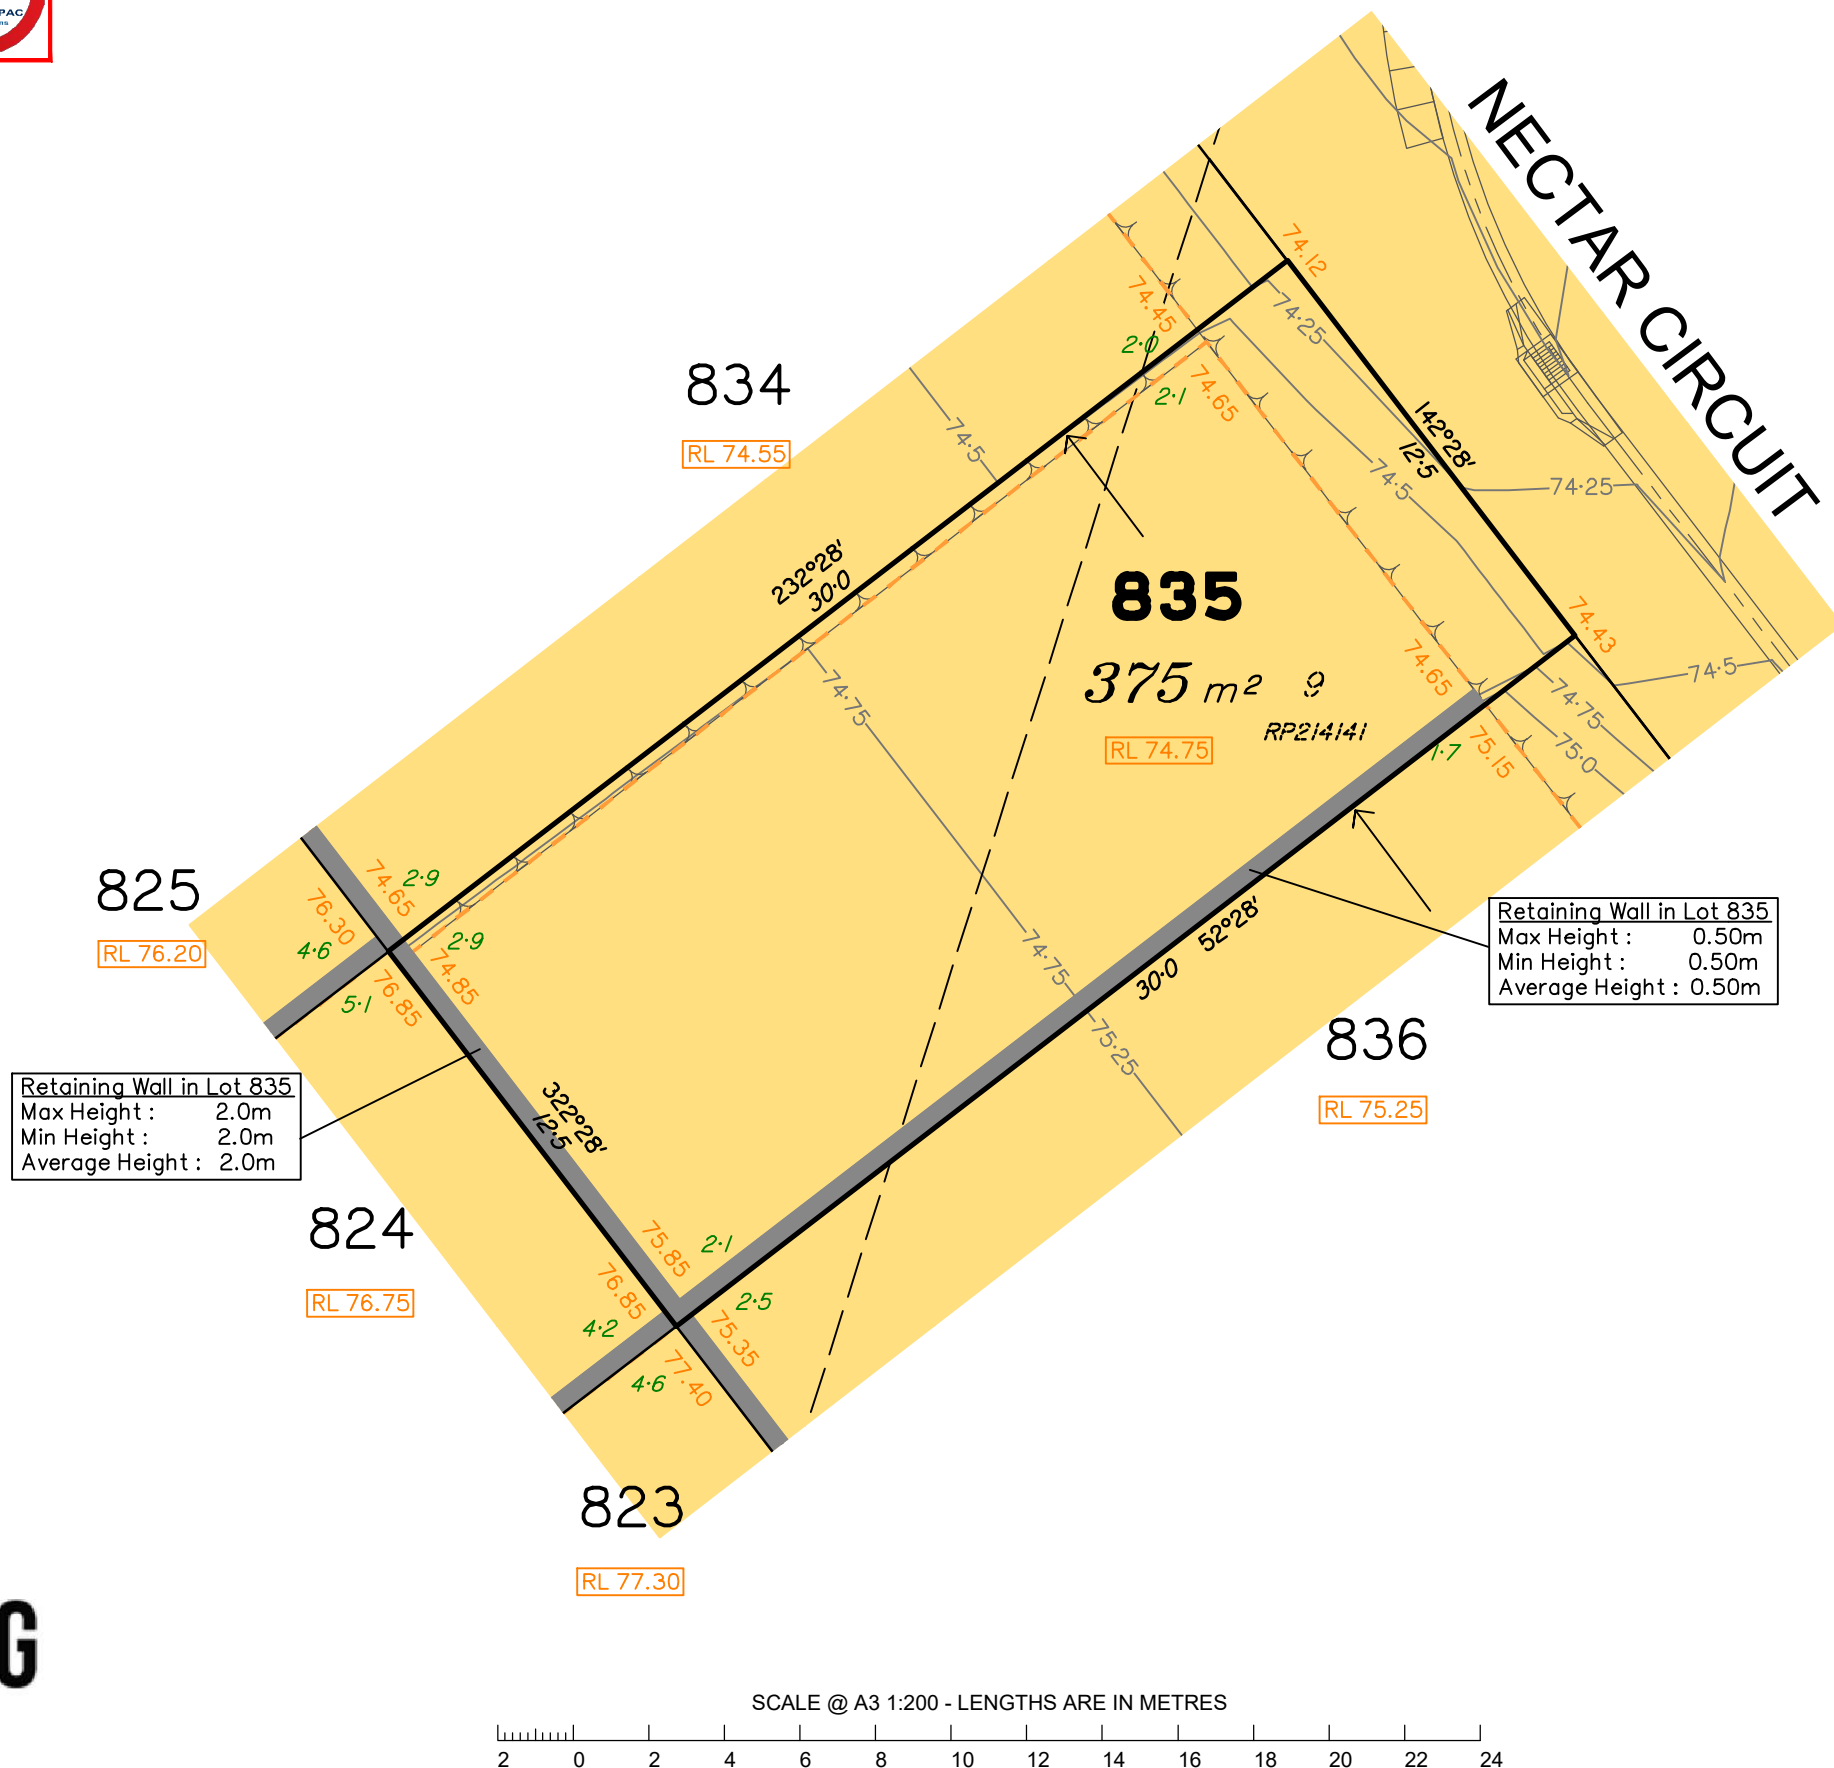 PAC
NECTAR CIRCUIT
74.12
74·25
74.45
2·0
2·1
74.65
834
RL 74.55
74·5
142°28'
12·5
74·5
74·25
232°28'
30·0
835
375 m² 9
RP214141
RL 74.75
74.43
74.65
74·5
74·75
75·0
75.15
1·7
74·75
825
RL 76.20
74.65
2·9
76.30
4·6
2·9
74.85
76.85
5·1
52°28'
30·0
74·75
75·25
Retaining Wall in Lot 835
Max Height : 0.50m
Min Height : 0.50m
Average Height : 0.50m
836
RL 75.25
Retaining Wall in Lot 835
Max Height : 2.0m
Min Height : 2.0m
Average Height : 2.0m
322°28'
12·5
824
RL 76.75
75.85
2·1
76.85
4·2
2·5
75.35
77.40
4·6
823
RL 77.30
G
SCALE @ A3 1:200 - LENGTHS ARE IN METRES
2 0 2 4 6 8 10 12 14 16 18 20 22 24